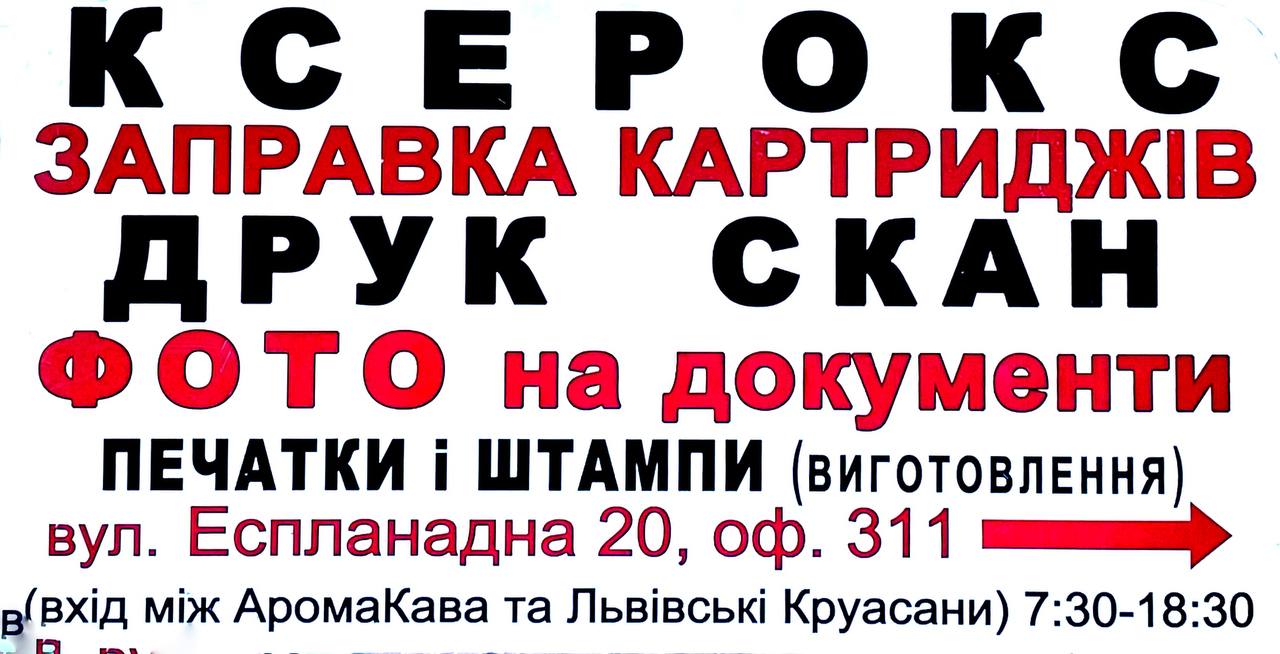 КСЕРОКС
ЗАПРАВКА КАРТРИДЖІВ
ДРУК СКАН
ФОТО на документи
ПЕЧАТКИ і ШТАМПИ (ВИГОТОВЛЕННЯ)
вул. Еспланадна 20, оф. 311
(вхід між АромаКава та Львівські Круасани) 7:30-18:30